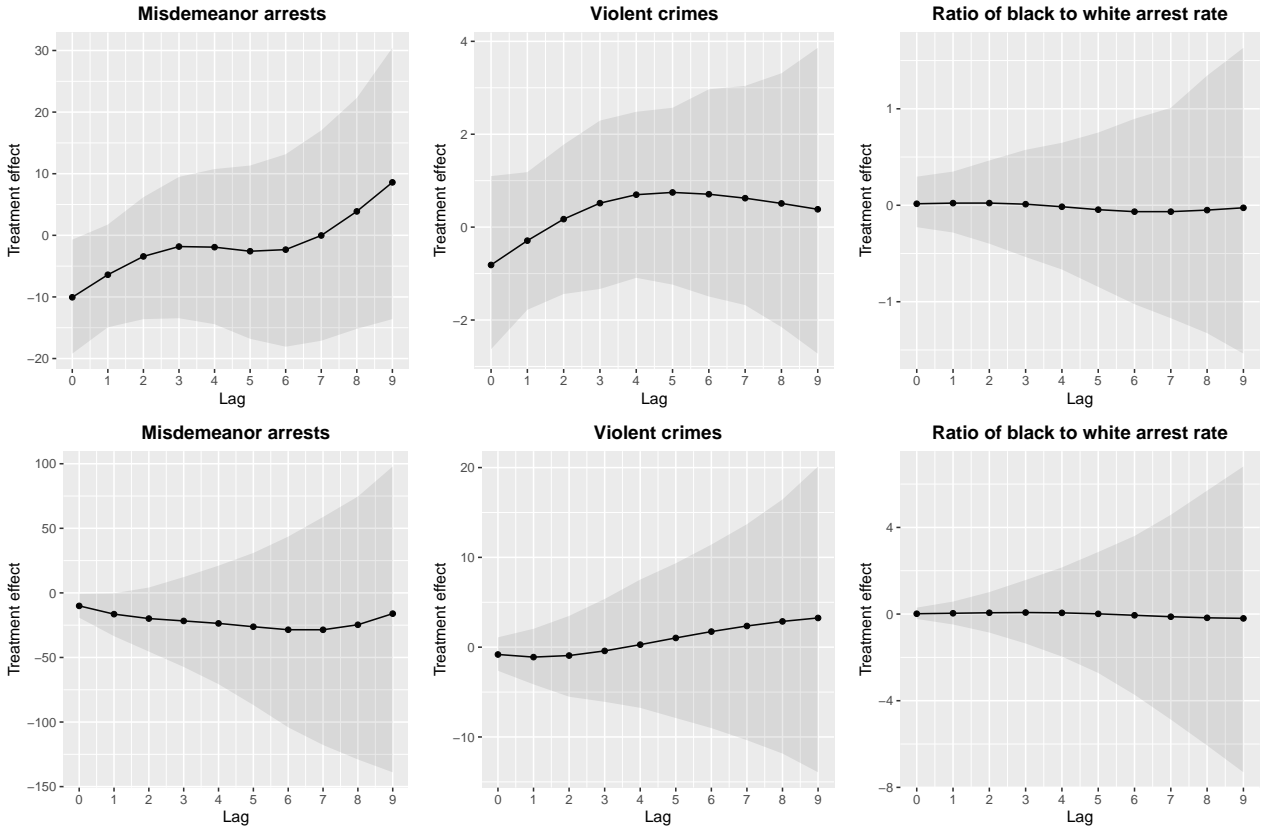 Misdemeanor arrests
Violent crimes
Ratio of black to white arrest rate
Treatment effect
30
20
10
0
−10
−20
0 1 2 3 4 5 6 7 8 9
Lag
Treatment effect
4
2
0
−2
0 1 2 3 4 5 6 7 8 9
Lag
Treatment effect
1
0
−1
0 1 2 3 4 5 6 7 8 9
Lag
Misdemeanor arrests
Violent crimes
Ratio of black to white arrest rate
Treatment effect
100
50
0
−50
−100
−150
0 1 2 3 4 5 6 7 8 9
Lag
Treatment effect
20
10
0
−10
0 1 2 3 4 5 6 7 8 9
Lag
Treatment effect
4
0
−4
−8
0 1 2 3 4 5 6 7 8 9
Lag